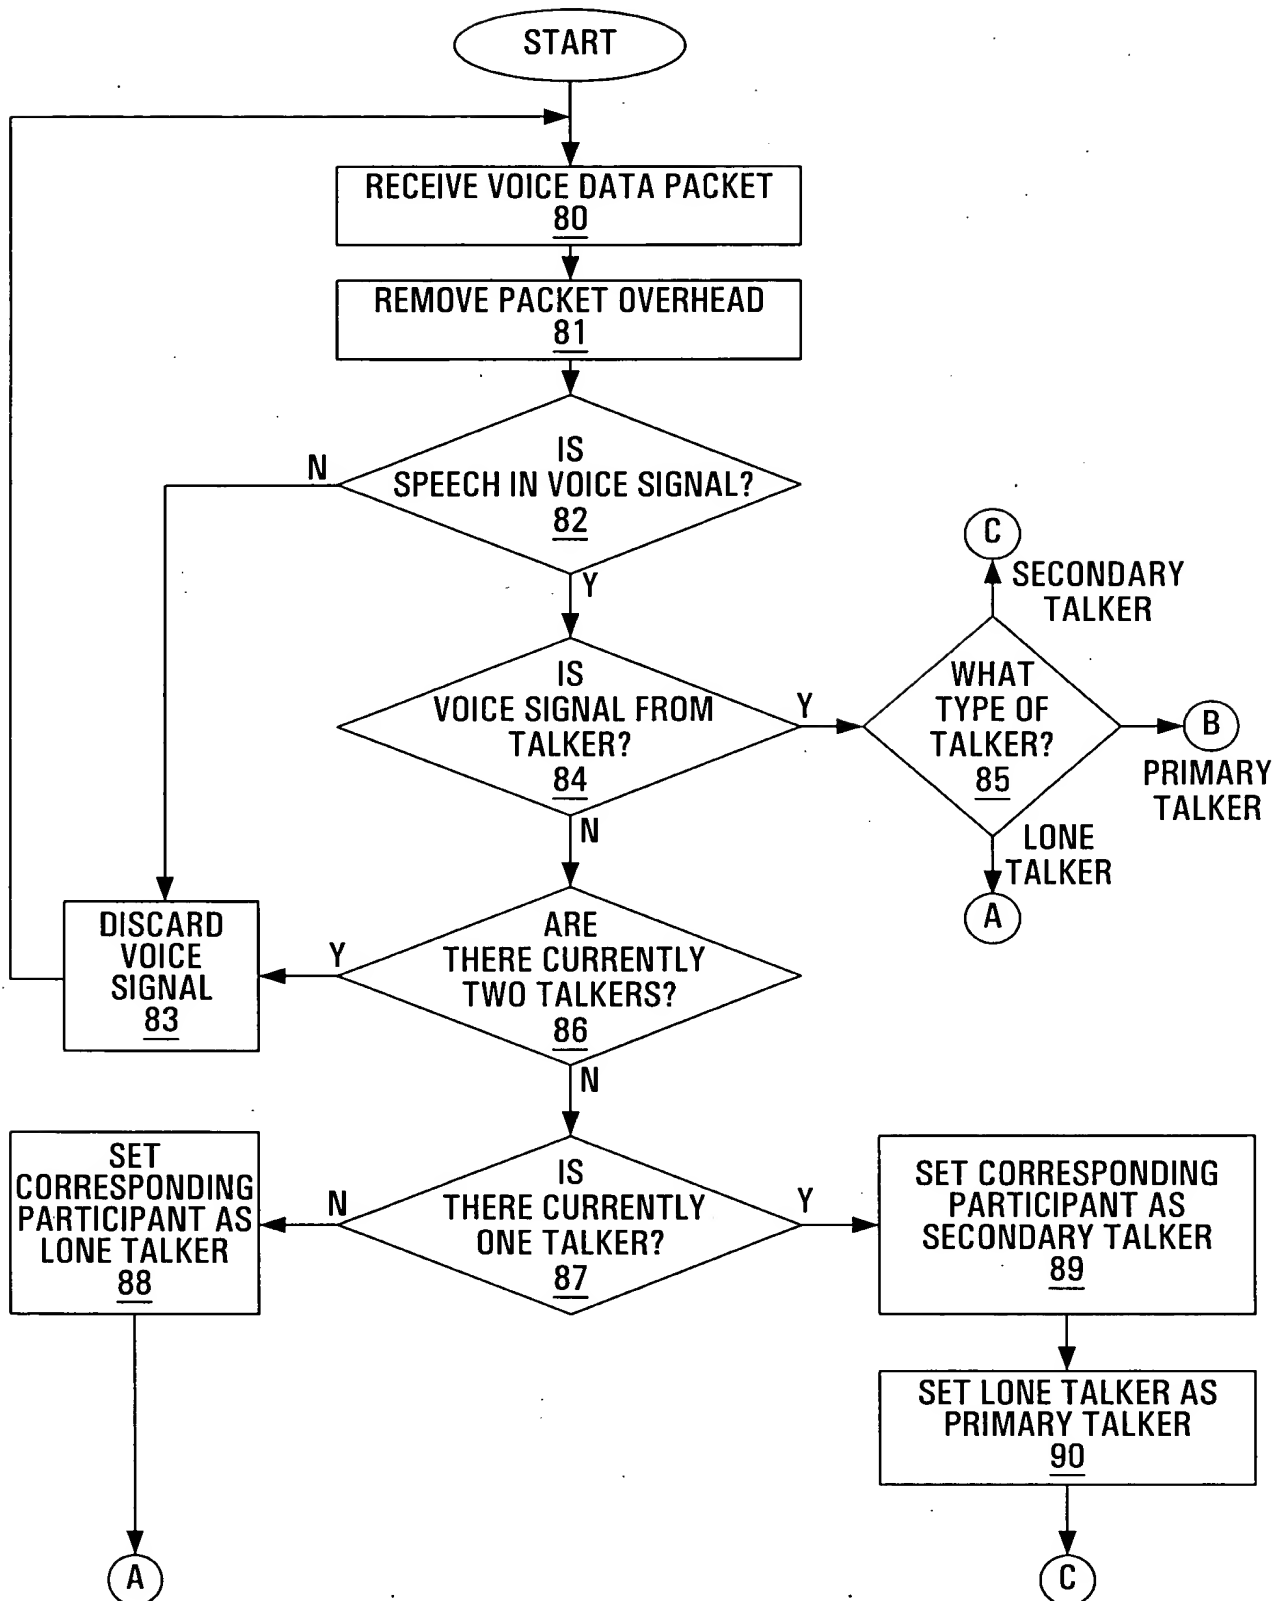 START
RECEIVE VOICE DATA PACKET
80
REMOVE PACKET OVERHEAD
81
IS
SPEECH IN VOICE SIGNAL?
82
N
Y
C
SECONDARY
TALKER
IS
VOICE SIGNAL FROM
TALKER?
84
Y
N
WHAT
TYPE OF
TALKER?
85
B
PRIMARY
TALKER
LONE
TALKER
A
DISCARD
VOICE
SIGNAL
83
ARE
THERE CURRENTLY
TWO TALKERS?
86
Y
N
SET
CORRESPONDING
PARTICIPANT AS
LONE TALKER
88
IS
THERE CURRENTLY
ONE TALKER?
87
N
Y
SET CORRESPONDING
PARTICIPANT AS
SECONDARY TALKER
89
SET LONE TALKER AS
PRIMARY TALKER
90
A
C